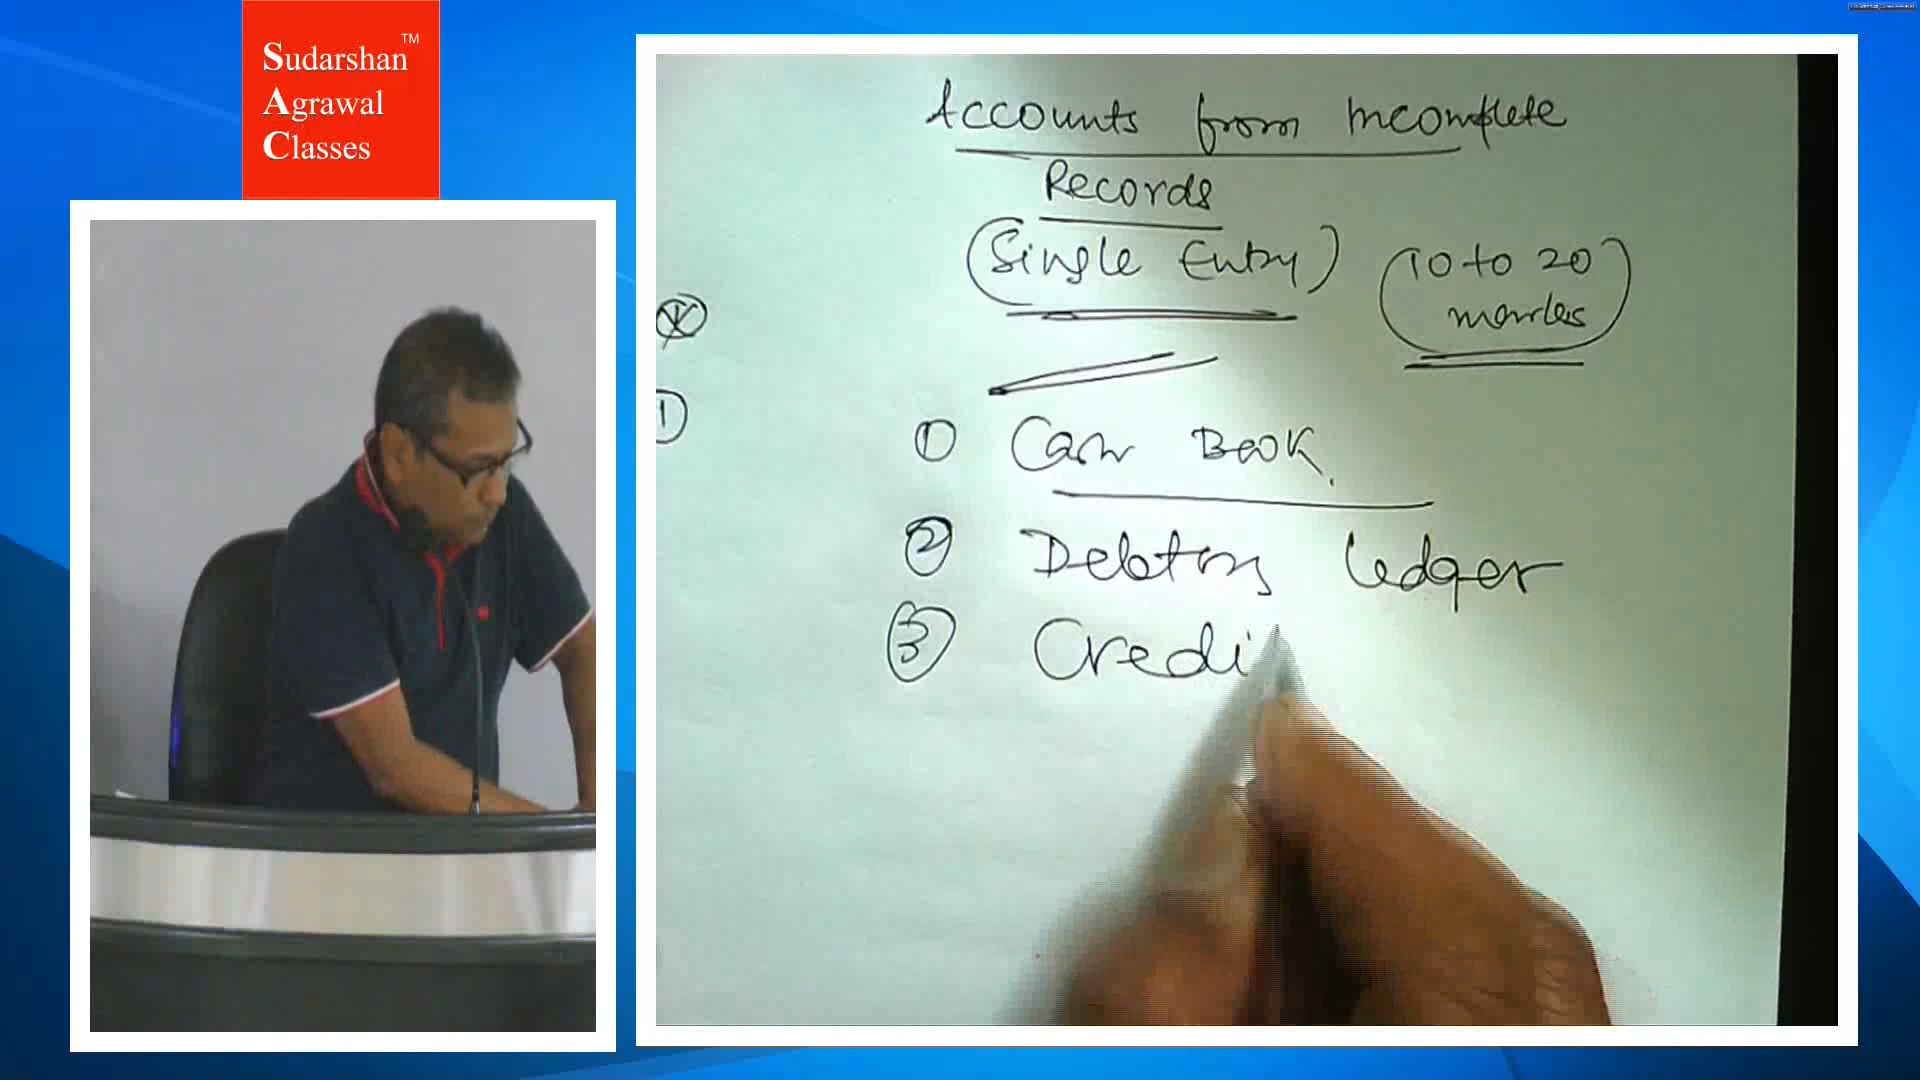 Sudarshan™
Agrawal
Classes
Accounts from Incomplete
Records
(Single Entry) (10 to 20
marks)
① Cash Book
② Debtors Ledger
③ Credi
①